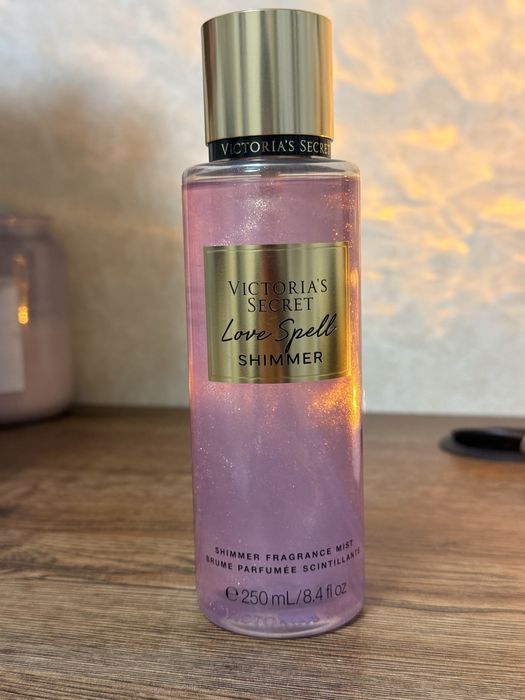 VICTORIA'S SECRET
VICTORIA'S
SECRET
Love Spell
SHIMMER
SHIMMER FRAGRANCE MIST
BRUME PARFUMÉE SCINTILLANTE
℮ 250 mL/8.4 fl oz